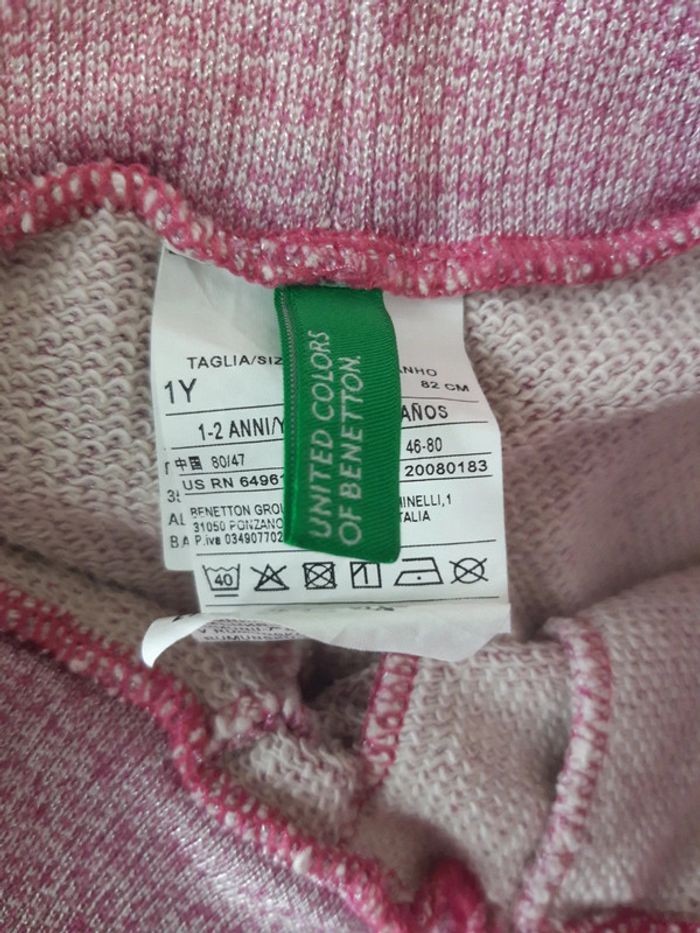 UNITED COLORS
OF BENETTON.
TAGLIA/SIZ
NHO
1Y
82 CM
1-2 ANNI/
AÑOS
中国 80/47
46-80
US RN 6496
20080183
BENETTON GROU
MINELLI,1
31050 PONZANO
TALIA
P.iva 034907702
40